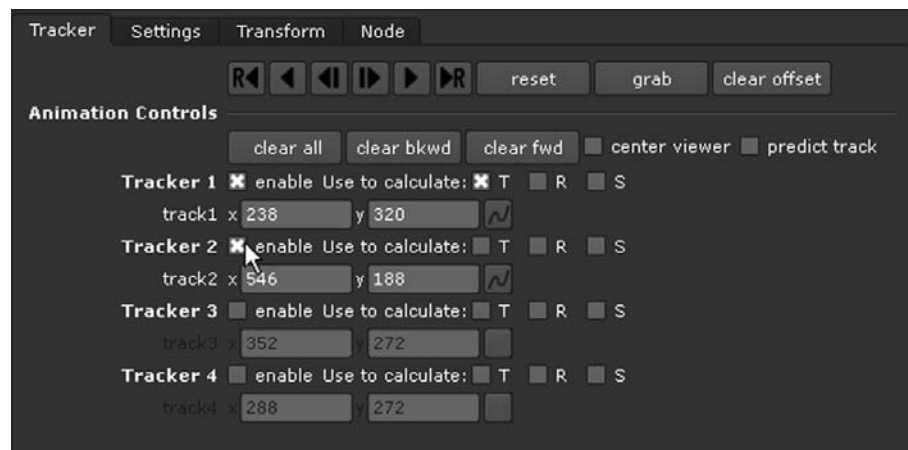 Tracker Settings Transform Node
R R reset grab clear offset
Animation Controls
clear all clear bkwd clear fwd center viewer predict track
Tracker 1 enable Use to calculate: T R S
track1 x 238 y 320
Tracker 2 enable Use to calculate: T R S
track2 x 546 y 188
Tracker 3 enable Use to calculate: T R S
track3 x 352 y 272
Tracker 4 enable Use to calculate: T R S
track4 x 288 y 272